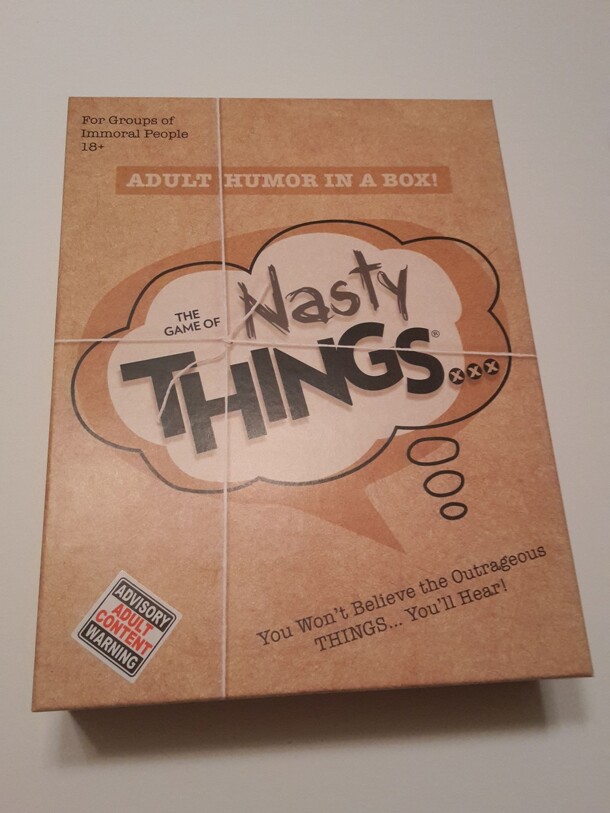 For Groups of
Immoral People
18+
ADULT HUMOR IN A BOX!
THE
GAME OF
Nasty
THINGS®...
xxx
ADVISORY
ADULT
CONTENT
WARNING
You Won't Believe the Outrageous
THINGS... You'll Hear!